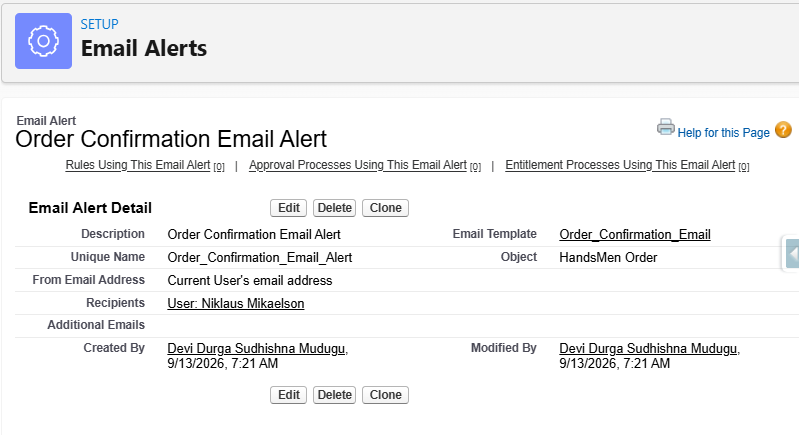 SETUP
Email Alerts
Email Alert
Order Confirmation Email Alert
Help for this Page ?
Rules Using This Email Alert [0] | Approval Processes Using This Email Alert [0] | Entitlement Processes Using This Email Alert [0]
Email Alert Detail Edit Delete Clone
Description Order Confirmation Email Alert Email Template Order_Confirmation_Email
Unique Name Order_Confirmation_Email_Alert Object HandsMen Order
From Email Address Current User's email address
Recipients User: Niklaus Mikaelson
Additional Emails
Created By Devi Durga Sudhishna Mudugu, Modified By Devi Durga Sudhishna Mudugu,
9/13/2026, 7:21 AM 9/13/2026, 7:21 AM
Edit Delete Clone